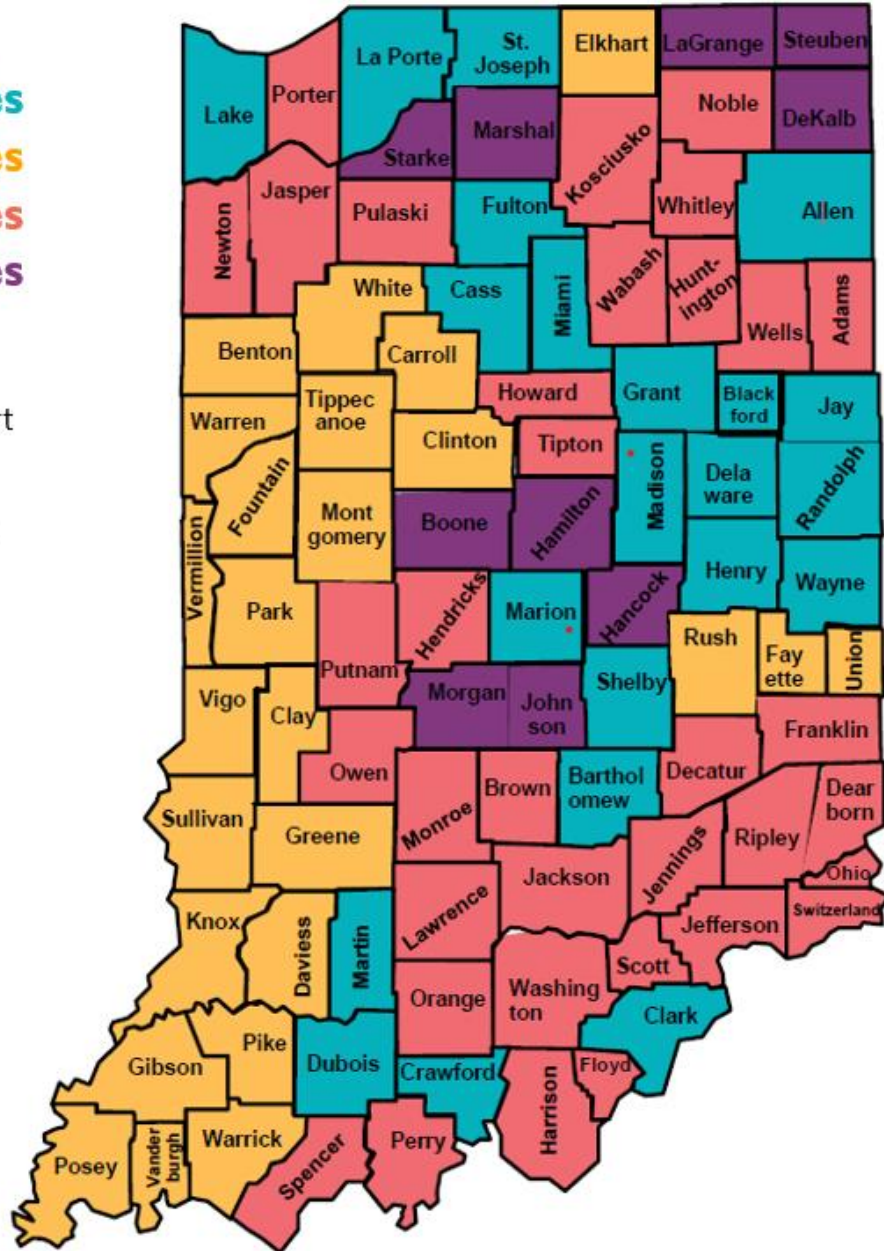 es
es
es
es
rt
St.
Joseph
Elkhart
LaGrange
Steuben
La Porte
Porter
Lake
Noble
DeKalb
Marshal
Starke
Kosciusko
Jasper
Newton
Pulaski
Fulton
Whitley
Allen
White
Cass
Miami
Wabash
Hunt-
ington
Wells
Adams
Benton
Carroll
Howard
Grant
Black
ford
Jay
Warren
Tippec
anoe
Clinton
Tipton
Madison
Dela
ware
Randolph
Fountain
Mont
gomery
Boone
Hamilton
Vermillion
Park
Hendricks
Marion
Hancock
Henry
Wayne
Rush
Fay
ette
Union
Putnam
Vigo
Clay
Morgan
John
son
Shelby
Franklin
Owen
Brown
Barthol
omew
Decatur
Dear
born
Sullivan
Greene
Monroe
Jennings
Ripley
Ohio
Jackson
Lawrence
Knox
Daviess
Martin
Jefferson
Switzerland
Scott
Orange
Washing
ton
Clark
Gibson
Pike
Dubois
Crawford
Harrison
Floyd
Posey
Vander
burgh
Warrick
Spencer
Perry